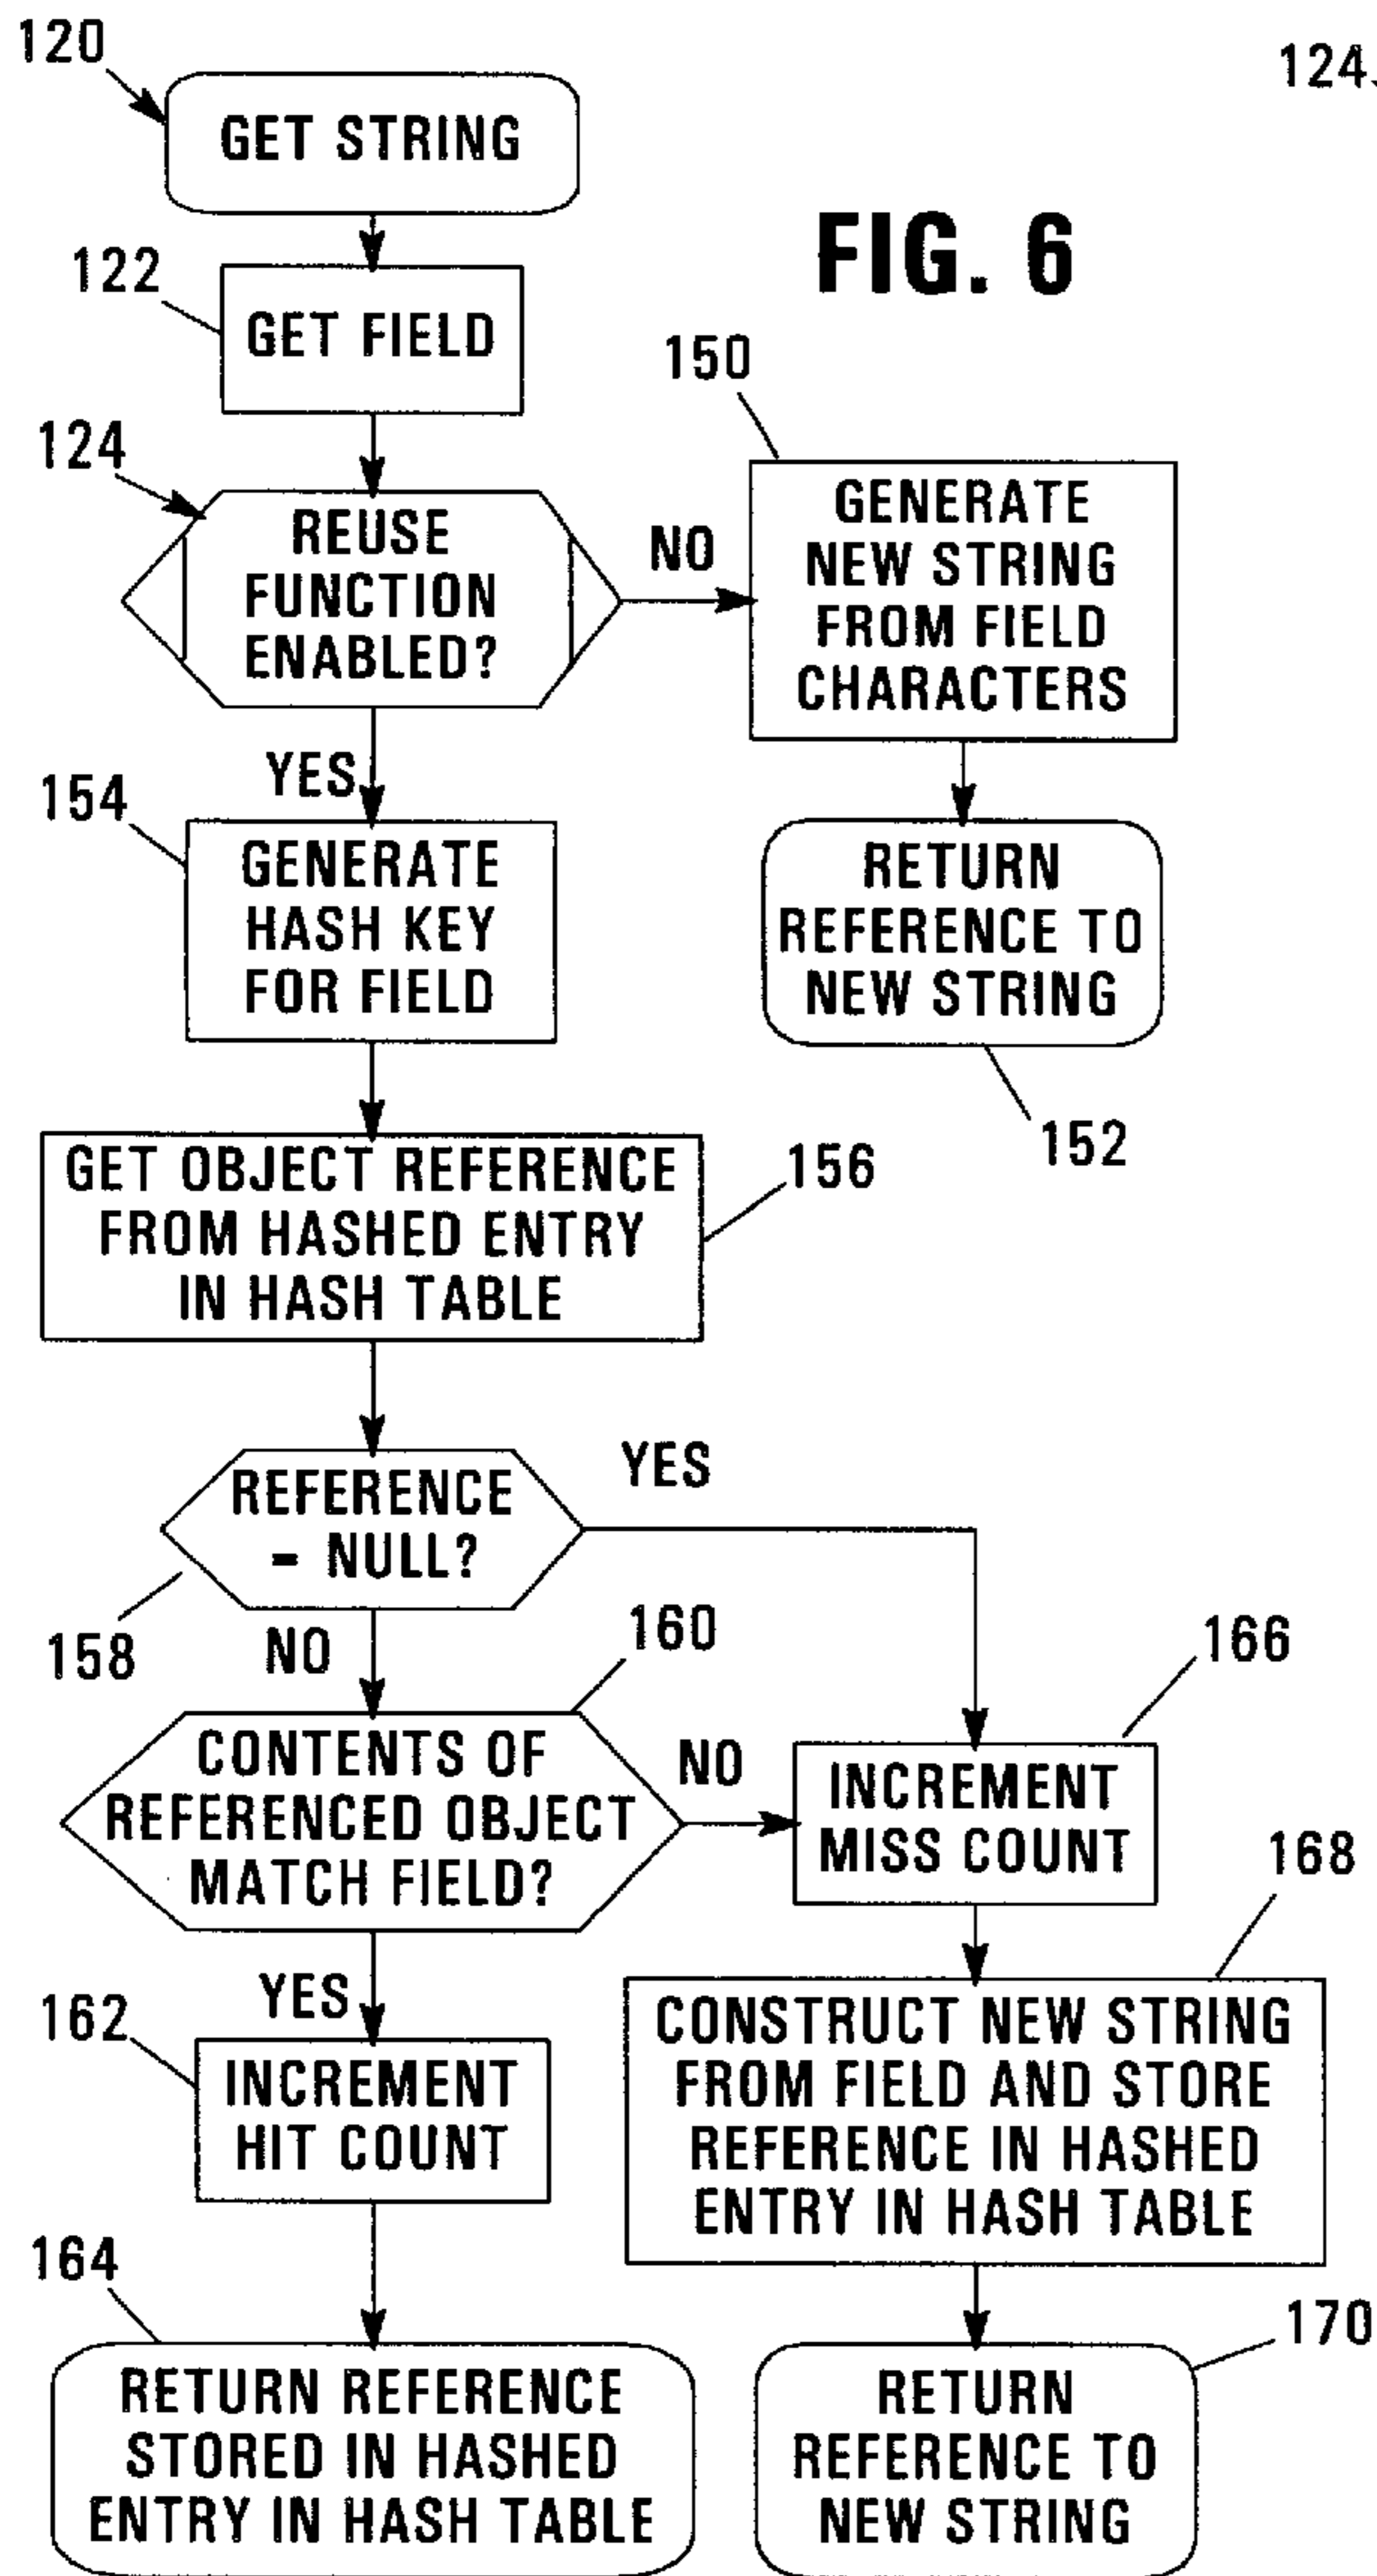 120
124
GET STRING
FIG. 6
122
GET FIELD
150
124
REUSE
FUNCTION
ENABLED?
NO
GENERATE
NEW STRING
FROM FIELD
CHARACTERS
YES
154
GENERATE
HASH KEY
FOR FIELD
RETURN
REFERENCE TO
NEW STRING
152
GET OBJECT REFERENCE
FROM HASHED ENTRY
IN HASH TABLE
156
REFERENCE
= NULL?
YES
158
NO
160
166
CONTENTS OF
REFERENCED OBJECT
MATCH FIELD?
NO
INCREMENT
MISS COUNT
168
YES
162
INCREMENT
HIT COUNT
CONSTRUCT NEW STRING
FROM FIELD AND STORE
REFERENCE IN HASHED
ENTRY IN HASH TABLE
164
170
RETURN REFERENCE
STORED IN HASHED
ENTRY IN HASH TABLE
RETURN
REFERENCE TO
NEW STRING